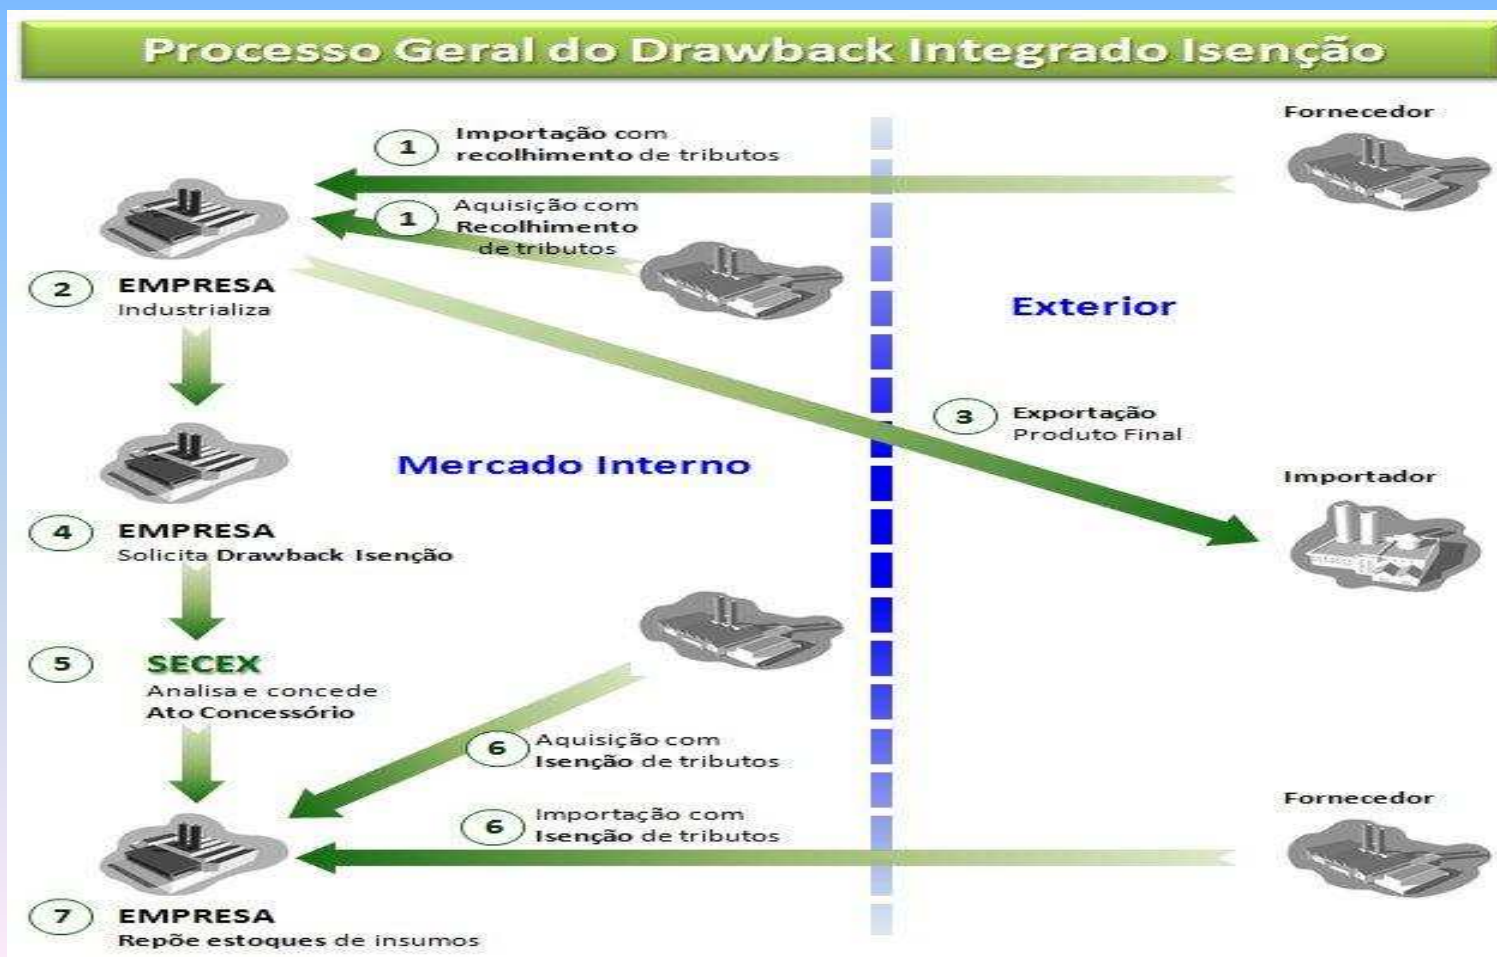 Processo Geral do Drawback Integrado Isenção
Fornecedor
1
Importação com
recolhimento de tributos
1
Aquisição com
Recolhimento
de tributos
2
EMPRESA
Industrializa
Exterior
3
Exportação
Produto Final
Mercado Interno
Importador
4
EMPRESA
Solicita Drawback Isenção
5
SECEX
Analisa e concede
Ato Concessório
6
Aquisição com
Isenção de tributos
6
Importação com
Isenção de tributos
Fornecedor
7
EMPRESA
Repõe estoques de insumos